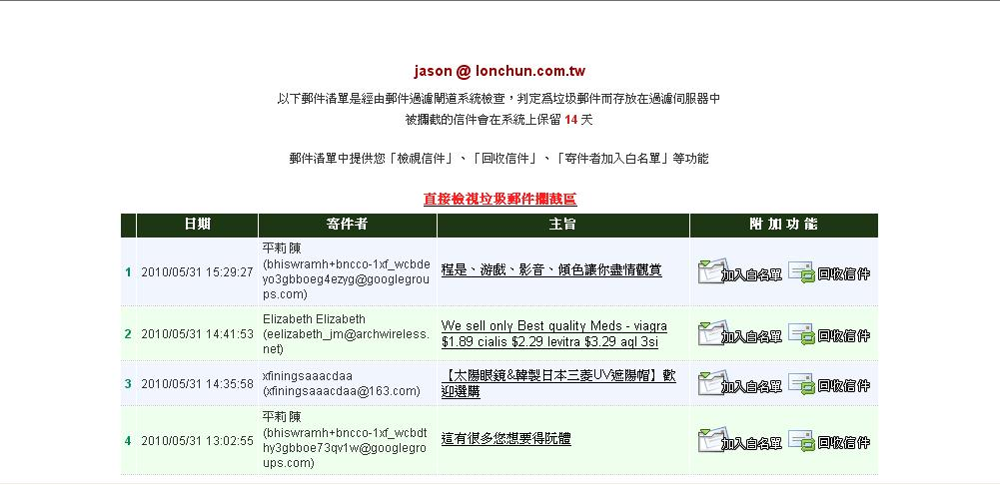 jason @ lonchun.com.tw
以下郵件清單是經由郵件過濾閘道系統檢查，判定為垃圾郵件而存放在過濾伺服器中
被攔截的信件會在系統上保留 14 天
郵件清單中提供您「檢視信件」、「回收信件」、「寄件者加入白名單」等功能
直接檢視垃圾郵件攔截區
日期 寄件者 主旨 附 加 功 能
1 2010/05/31 15:29:27
平莉 陳
(bhiswramh+bncco-1xf_wcbde
yo3gbboeg4ezyg@googlegrou
ps.com)
程是、游戲、影音、傾色讓你盡情觀賞
加入白名單 回收信件
2 2010/05/31 14:41:53
Elizabeth Elizabeth
(eelizabeth_jm@archwireless.
net)
We sell only Best quality Meds - viagra
$1.89 cialis $2.29 levitra $3.29 aql 3si
加入白名單 回收信件
3 2010/05/31 14:35:58
xfiningsaaacdaa
(xfiningsaaacdaa@163.com)
【太陽眼鏡&韓製日本三菱UV遮陽帽】歡
迎選購
加入白名單 回收信件
4 2010/05/31 13:02:55
平莉 陳
(bhiswramh+bncco-1xf_wcbdt
hy3gbboe73qv1w@googlegro
ups.com)
這有很多您想要得阮體
加入白名單 回收信件